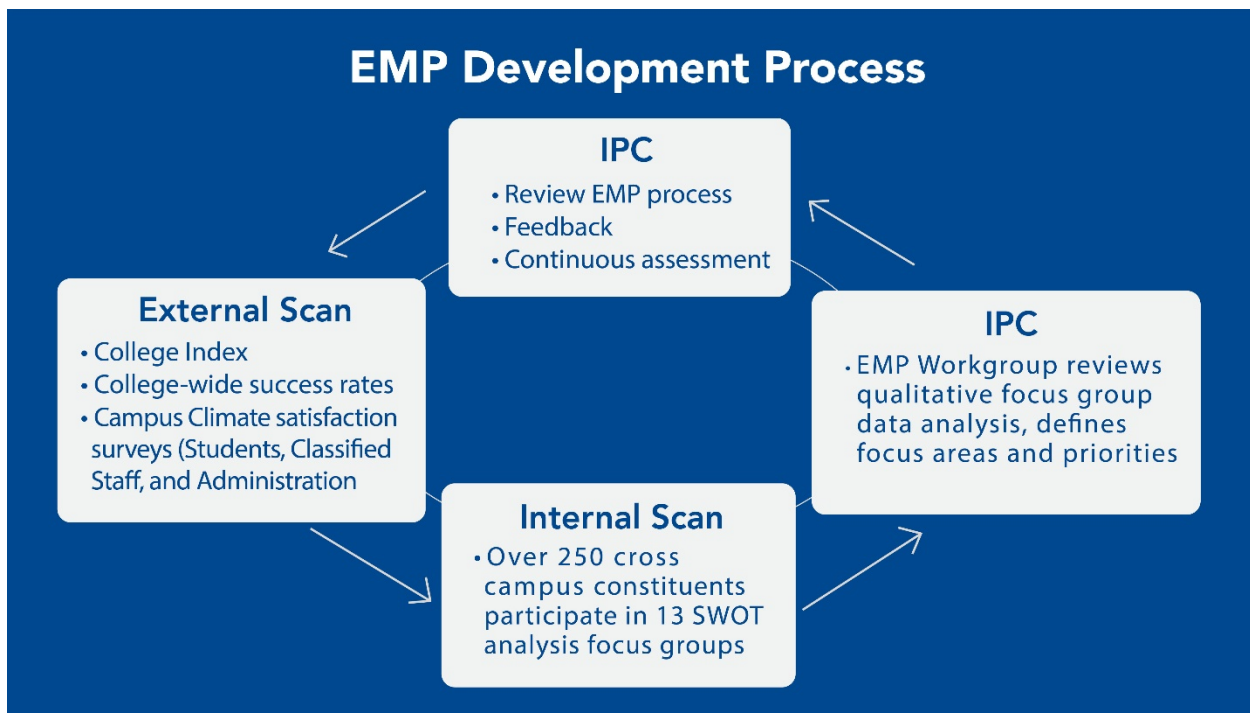 EMP Development Process
IPC
• Review EMP process
• Feedback
• Continuous assessment
External Scan
• College Index
• College-wide success rates
• Campus Climate satisfaction
surveys (Students, Classified
Staff, and Administration
Internal Scan
• Over 250 cross
campus constituents
participate in 13 SWOT
analysis focus groups
IPC
• EMP Workgroup reviews
qualitative focus group
data analysis, defines
focus areas and priorities